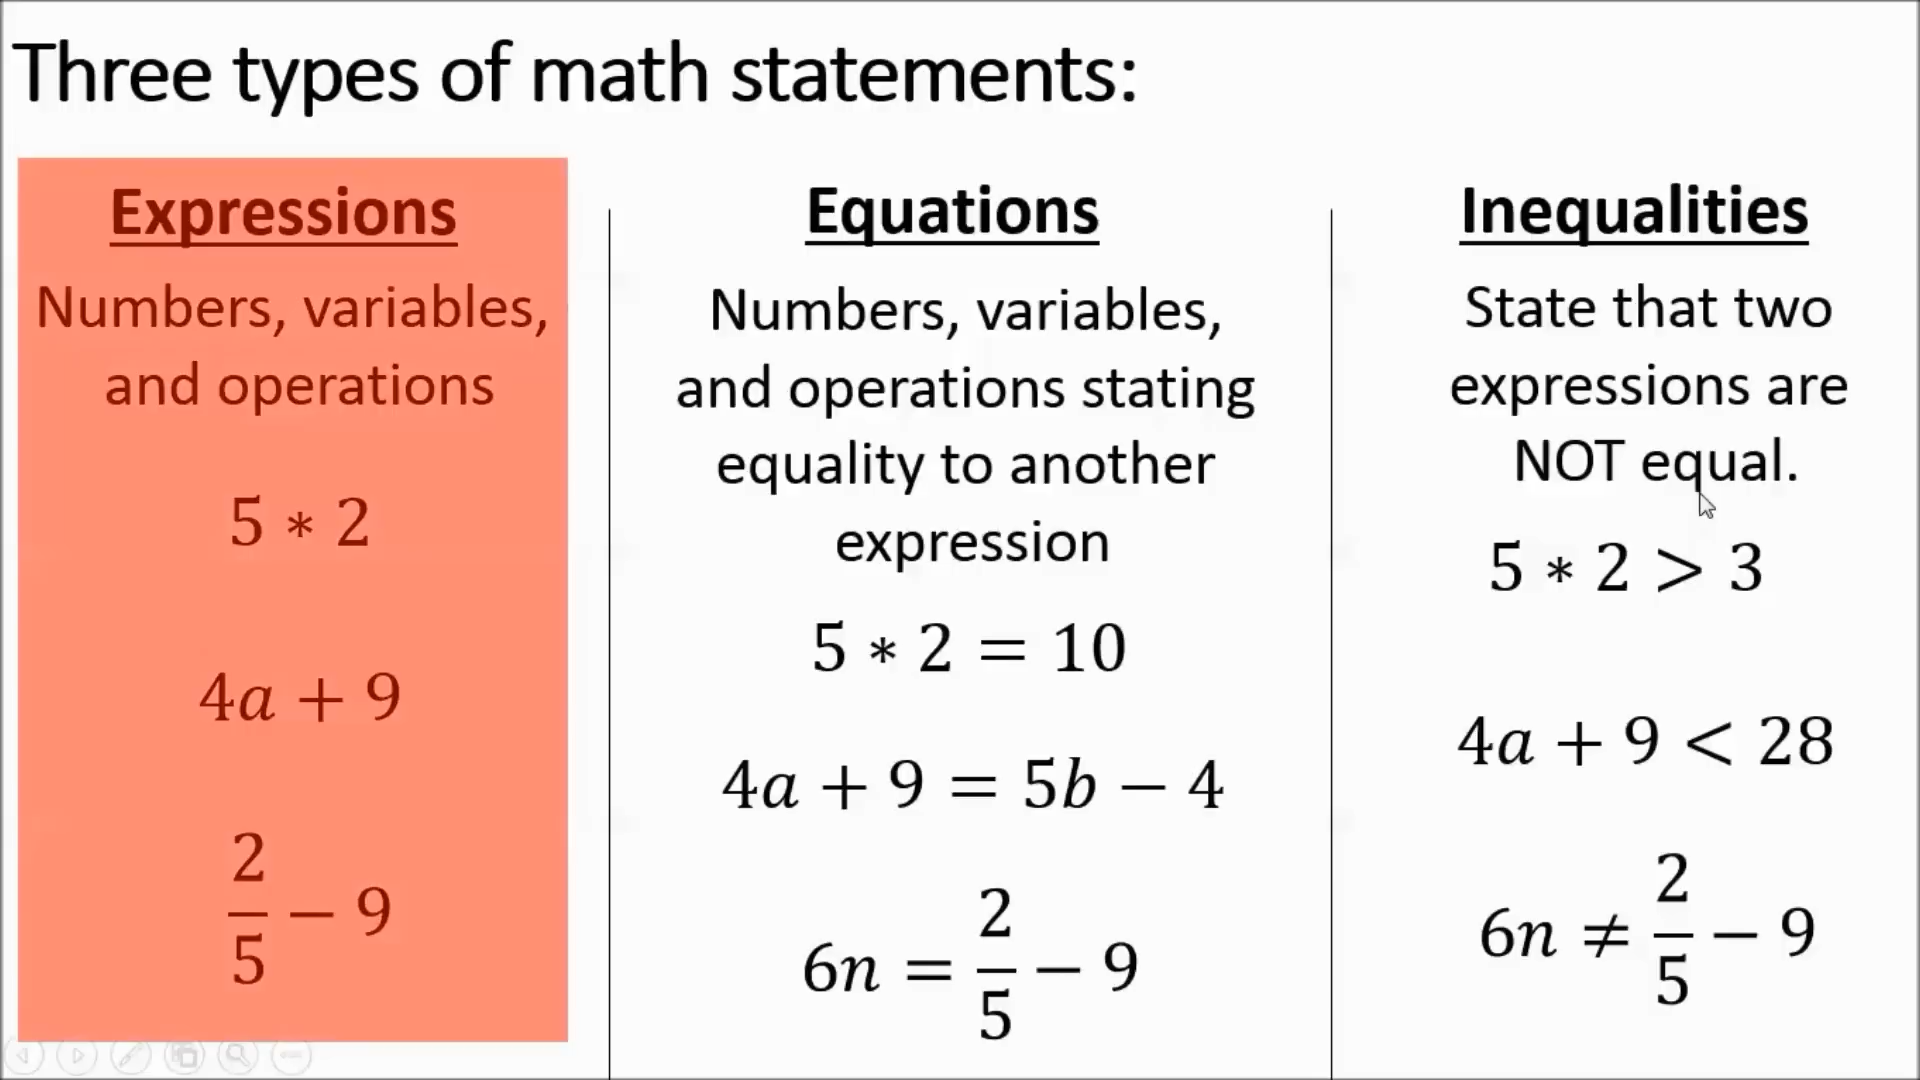 Three types of math statements:
Expressions
Numbers, variables,
and operations
5 ∗ 2
4a + 9
2/5 − 9
Equations
Numbers, variables,
and operations stating
equality to another
expression
5 ∗ 2 = 10
4a + 9 = 5b − 4
6n = 2/5 − 9
Inequalities
State that two
expressions are
NOT equal.
5 ∗ 2 > 3
4a + 9 < 28
6n ≠ 2/5 − 9